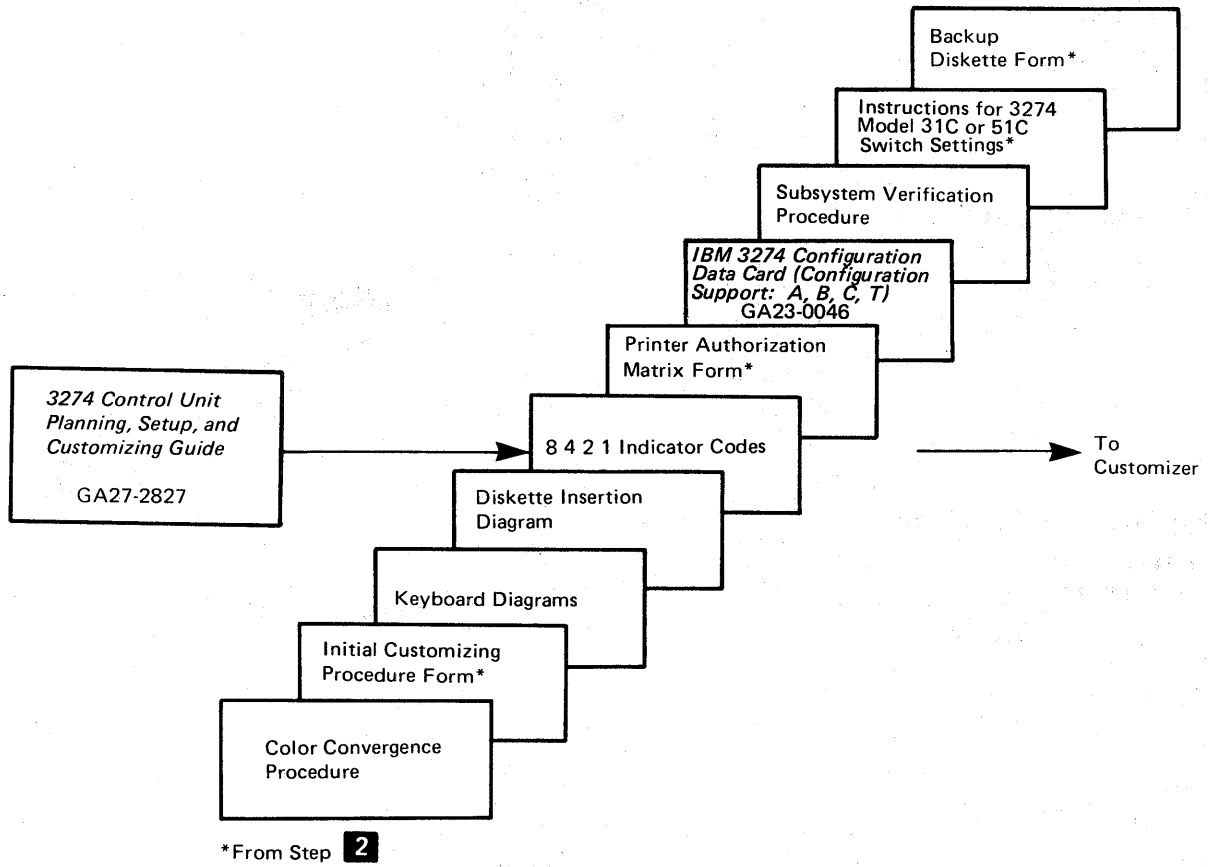 Backup
Diskette Form*
Instructions for 3274
Model 31C or 51C
Switch Settings*
Subsystem Verification
Procedure
IBM 3274 Configuration
Data Card (Configuration
Support: A, B, C, T)
GA23-0046
Printer Authorization
Matrix Form*
3274 Control Unit
Planning, Setup, and
Customizing Guide
GA27-2827
8 4 2 1 Indicator Codes
To
Customizer
Diskette Insertion
Diagram
Keyboard Diagrams
Initial Customizing
Procedure Form*
Color Convergence
Procedure
*From Step 2